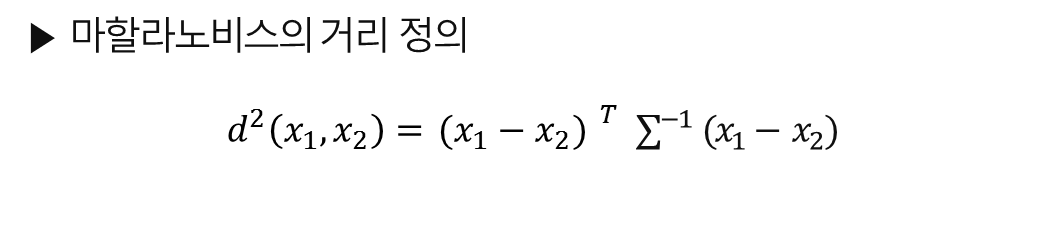 ▶ 마할라노비스의 거리 정의
d²(x₁, x₂) = (x₁ − x₂)ᵀ ∑⁻¹ (x₁ − x₂)